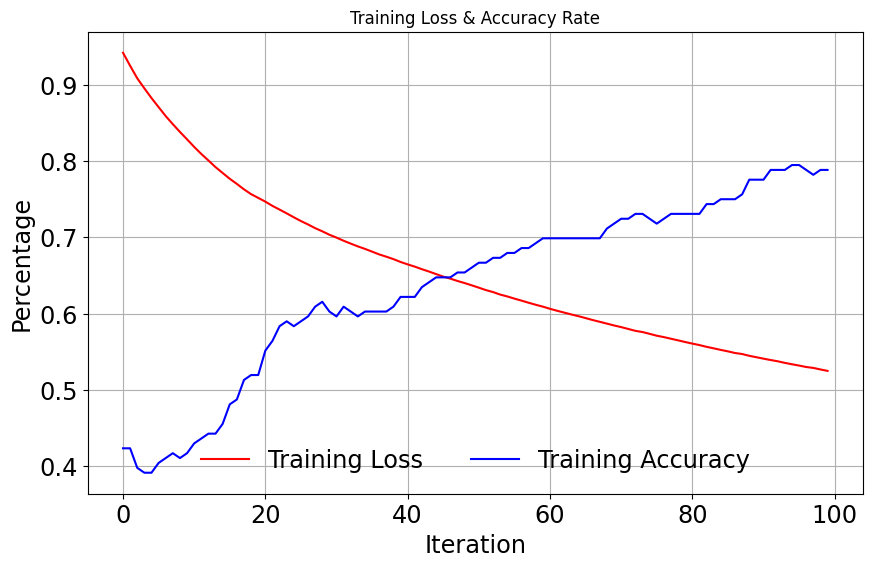 Training Loss & Accuracy Rate
Percentage
0.9
0.8
0.7
0.6
0.5
0.4
Training Loss Training Accuracy
0 20 40 60 80 100
Iteration